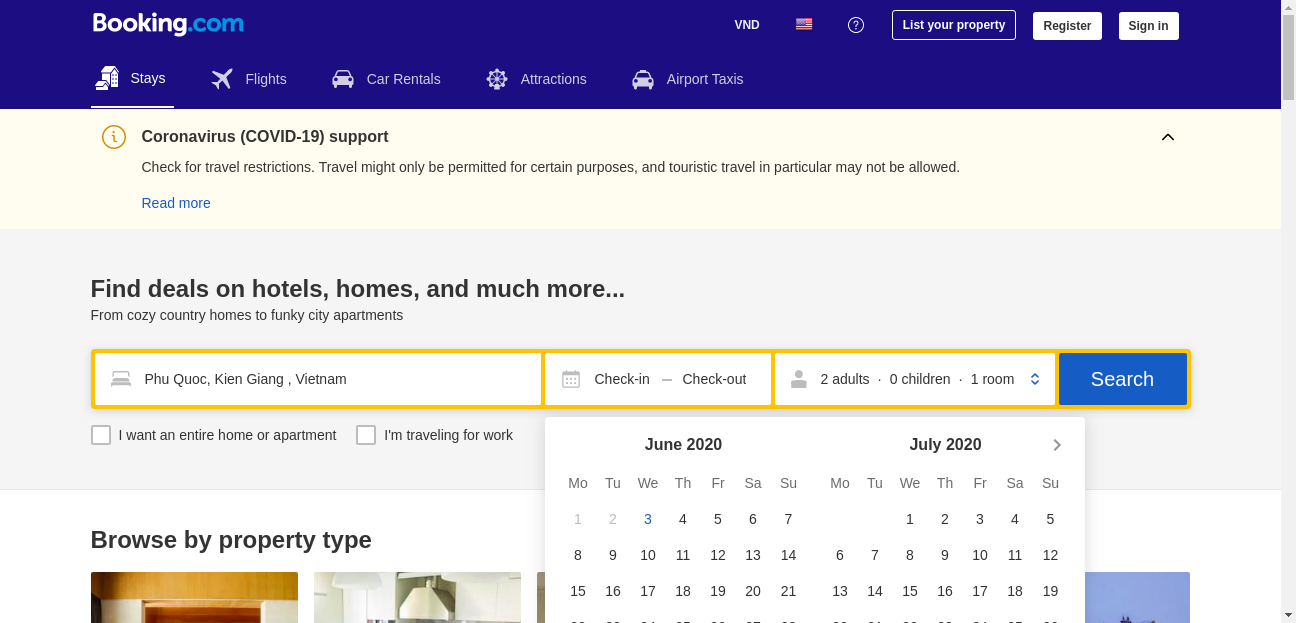 Booking.com
VND
List your property
Register
Sign in
Stays
Flights
Car Rentals
Attractions
Airport Taxis
Coronavirus (COVID-19) support
Check for travel restrictions. Travel might only be permitted for certain purposes, and touristic travel in particular may not be allowed.
Read more
Find deals on hotels, homes, and much more...
From cozy country homes to funky city apartments
Phu Quoc, Kien Giang , Vietnam
Check-in — Check-out
2 adults · 0 children · 1 room
Search
I want an entire home or apartment
I'm traveling for work
June 2020
Mo Tu We Th Fr Sa Su
1 2 3 4 5 6 7
8 9 10 11 12 13 14
15 16 17 18 19 20 21
July 2020
Mo Tu We Th Fr Sa Su
1 2 3 4 5
6 7 8 9 10 11 12
13 14 15 16 17 18 19
Browse by property type